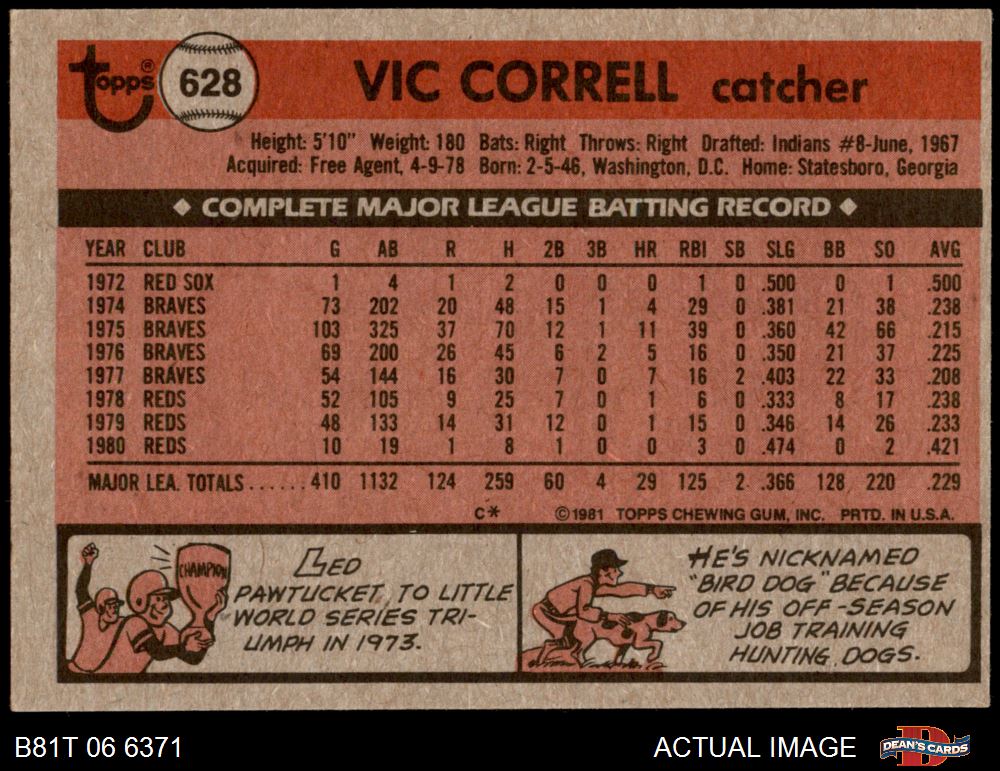 topps®
628
VIC CORRELL catcher
Height: 5'10" Weight: 180 Bats: Right Throws: Right Drafted: Indians #8-June, 1967
Acquired: Free Agent, 4-9-78 Born: 2-5-46, Washington, D.C. Home: Statesboro, Georgia
◆ COMPLETE MAJOR LEAGUE BATTING RECORD ◆
YEAR CLUB G AB R H 2B 3B HR RBI SB SLG BB SO AVG
1972 RED SOX 1 4 1 2 0 0 0 1 0 .500 0 1 .500
1974 BRAVES 73 202 20 48 15 1 4 29 0 .381 21 38 .238
1975 BRAVES 103 325 37 70 12 1 11 39 0 .360 42 66 .215
1976 BRAVES 69 200 26 45 6 2 5 16 0 .350 21 37 .225
1977 BRAVES 54 144 16 30 7 0 7 16 2 .403 22 33 .208
1978 REDS 52 105 9 25 7 0 1 6 0 .333 8 17 .238
1979 REDS 48 133 14 31 12 0 1 15 0 .346 14 26 .233
1980 REDS 10 19 1 8 1 0 0 3 0 .474 0 2 .421
MAJOR LEA. TOTALS......410 1132 124 259 60 4 29 125 2 .366 128 220 .229
C* ©1981 TOPPS CHEWING GUM, INC. PRTD. IN U.S.A.
CHAMPION
LED
PAWTUCKET TO LITTLE
WORLD SERIES TRI-
UMPH IN 1973.
HE'S NICKNAMED
"BIRD DOG" BECAUSE
OF HIS OFF-SEASON
JOB TRAINING
HUNTING DOGS.
B81T 06 6371
ACTUAL IMAGE
DEAN'S CARDS